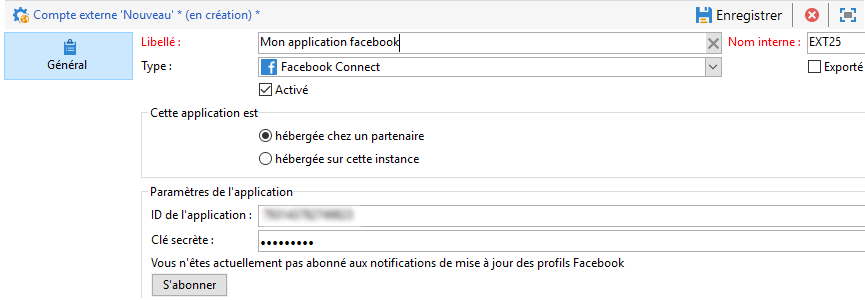 Compte externe 'Nouveau' * (en création) *
Enregistrer
Général
Libellé :
Mon application facebook
Nom interne :
EXT25
Type :
Facebook Connect
Exporté
Activé
Cette application est
hébergée chez un partenaire
hébergée sur cette instance
Paramètres de l'application
ID de l'application :
Clé secrète :
•••••••••
Vous n'êtes actuellement pas abonné aux notifications de mise à jour des profils Facebook
S'abonner